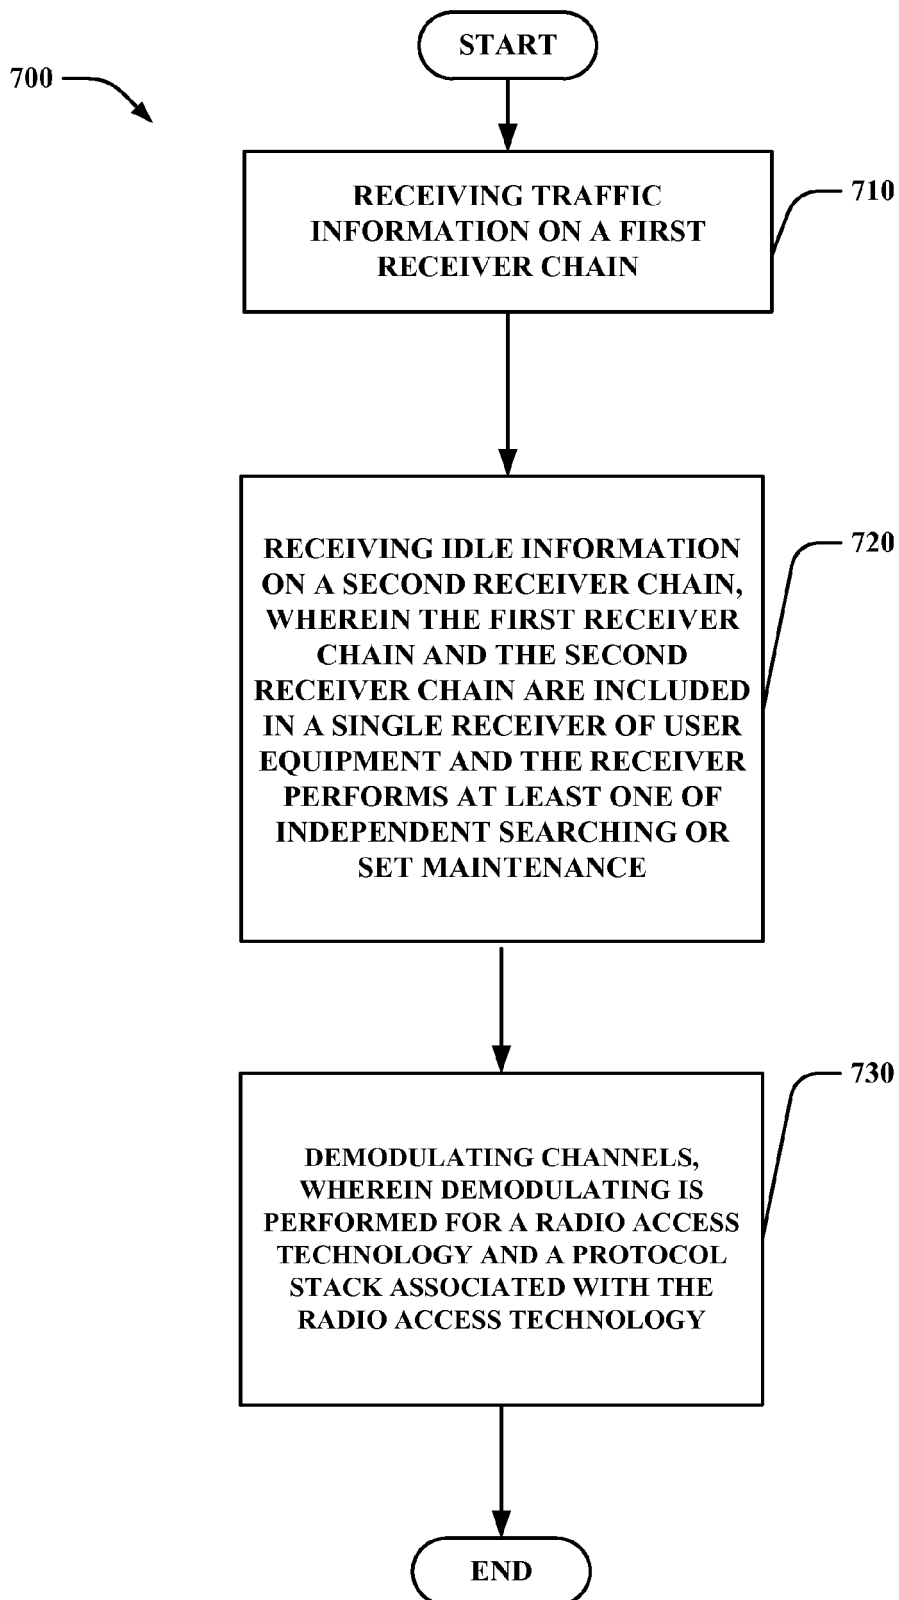 START
700
RECEIVING TRAFFIC
INFORMATION ON A FIRST
RECEIVER CHAIN
710
RECEIVING IDLE INFORMATION
ON A SECOND RECEIVER CHAIN,
WHEREIN THE FIRST RECEIVER
CHAIN AND THE SECOND
RECEIVER CHAIN ARE INCLUDED
IN A SINGLE RECEIVER OF USER
EQUIPMENT AND THE RECEIVER
PERFORMS AT LEAST ONE OF
INDEPENDENT SEARCHING OR
SET MAINTENANCE
720
DEMODULATING CHANNELS,
WHEREIN DEMODULATING IS
PERFORMED FOR A RADIO ACCESS
TECHNOLOGY AND A PROTOCOL
STACK ASSOCIATED WITH THE
RADIO ACCESS TECHNOLOGY
730
END